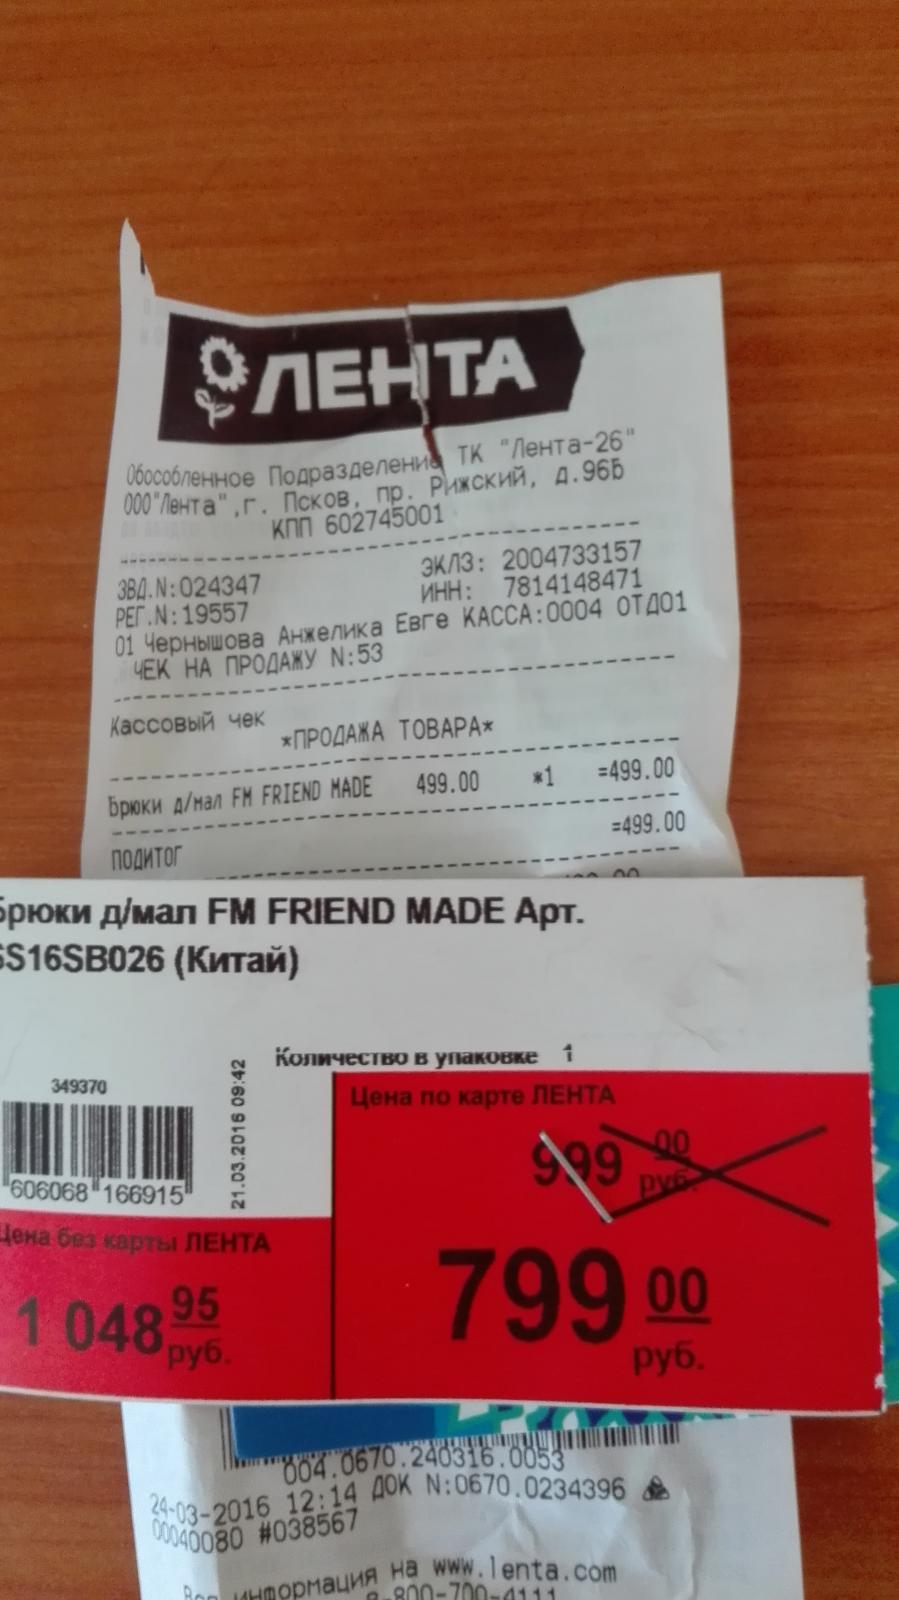 ЛЕНТА
Обособленное Подразделение ТК "Лента-26"
ООО"Лента",г. Псков, пр. Рижский, д.96Б
КПП 602745001
ЗВД.N:024347 ЭКЛЗ: 2004733157
РЕГ.N:19557 ИНН: 7814148471
01 Чернышова Анжелика Евге КАССА:0004 ОТД01
ЧЕК НА ПРОДАЖУ N:53
Кассовый чек
*ПРОДАЖА ТОВАРА*
Брюки д/мал FM FRIEND MADE 499.00 *1 =499.00
=499.00
ПОДИТОГ
Брюки д/мал FM FRIEND MADE Арт.
SS16SB026 (Китай)
Количество в упаковке 1
349370
21.03.2016 09:42
606068 166915
Цена по карте ЛЕНТА
999 00 руб.
799 00 руб.
Цена без карты ЛЕНТА
1 048 95 руб.
004.0670.240316.0053
24-03-2016 12:14 ДОК N:0670.0234396
00040080 #038567
информация на www.lenta.com
800-700-4111